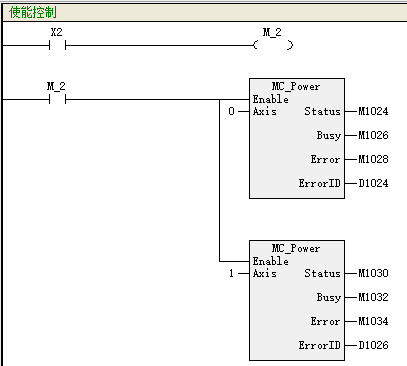 使能控制
X2 M_2
M_2 MC_Power
Enable
0 Axis Status M1024
Busy M1026
Error M1028
ErrorID D1024
MC_Power
Enable
1 Axis Status M1030
Busy M1032
Error M1034
ErrorID D1026